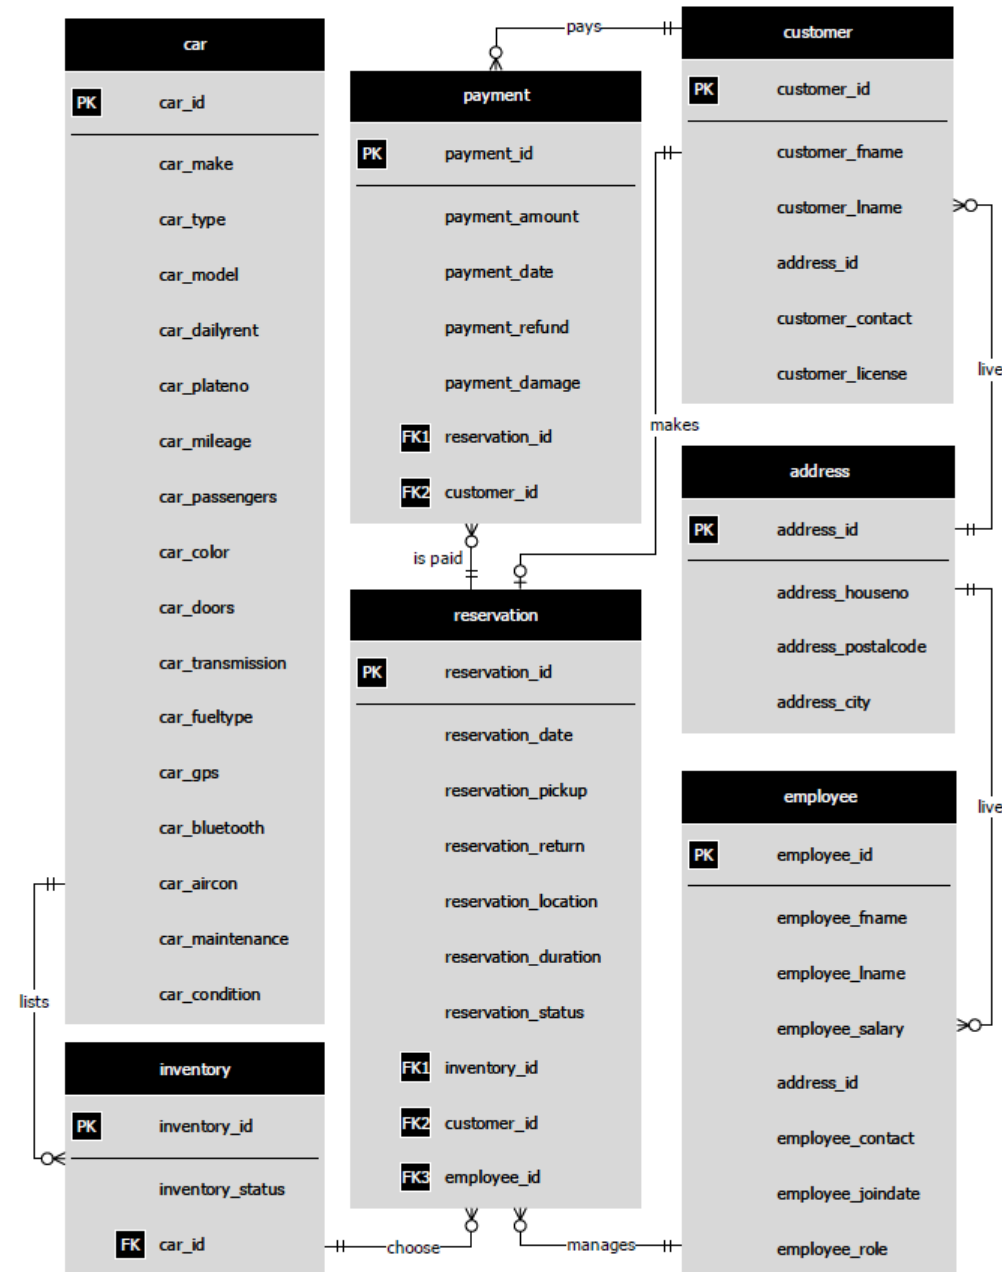 car
PK car_id
car_make
car_type
car_model
car_dailyrent
car_plateno
car_mileage
car_passengers
car_color
car_doors
car_transmission
car_fueltype
car_gps
car_bluetooth
car_aircon
car_maintenance
car_condition
lists
inventory
PK inventory_id
inventory_status
FK car_id
choose
pays
payment
PK payment_id
payment_amount
payment_date
payment_refund
payment_damage
FK1 reservation_id
FK2 customer_id
is paid
reservation
PK reservation_id
reservation_date
reservation_pickup
reservation_return
reservation_location
reservation_duration
reservation_status
FK1 inventory_id
FK2 customer_id
FK3 employee_id
manages
customer
PK customer_id
customer_fname
customer_lname
address_id
customer_contact
customer_license
live
makes
address
PK address_id
address_houseno
address_postalcode
address_city
live
employee
PK employee_id
employee_fname
employee_lname
employee_salary
address_id
employee_contact
employee_joindate
employee_role